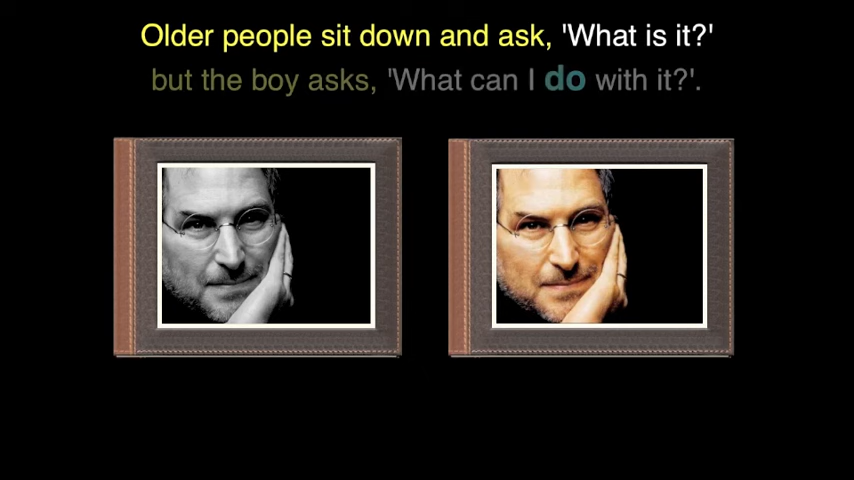 Older people sit down and ask, 'What is it?'
but the boy asks, 'What can I do with it?'.